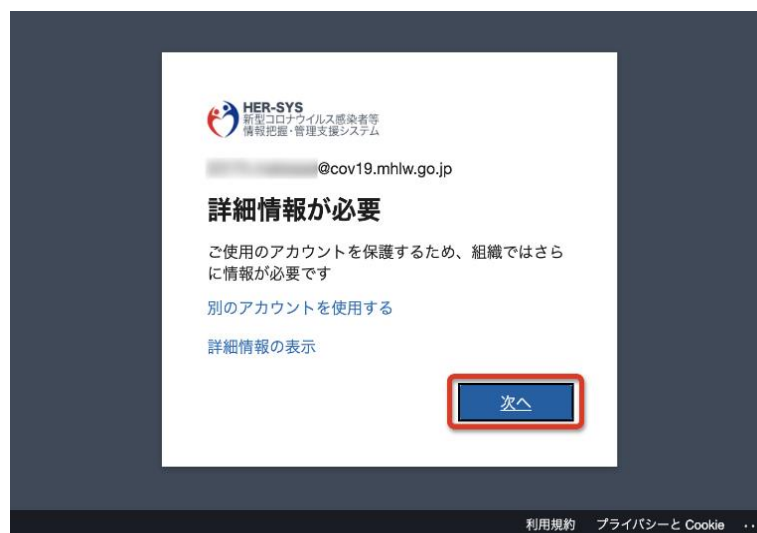 HER-SYS
新型コロナウイルス感染者等
情報把握・管理支援システム
@cov19.mhlw.go.jp
詳細情報が必要
ご使用のアカウントを保護するため、組織ではさら
に情報が必要です
別のアカウントを使用する
詳細情報の表示
次へ
利用規約 プライバシーと Cookie ..